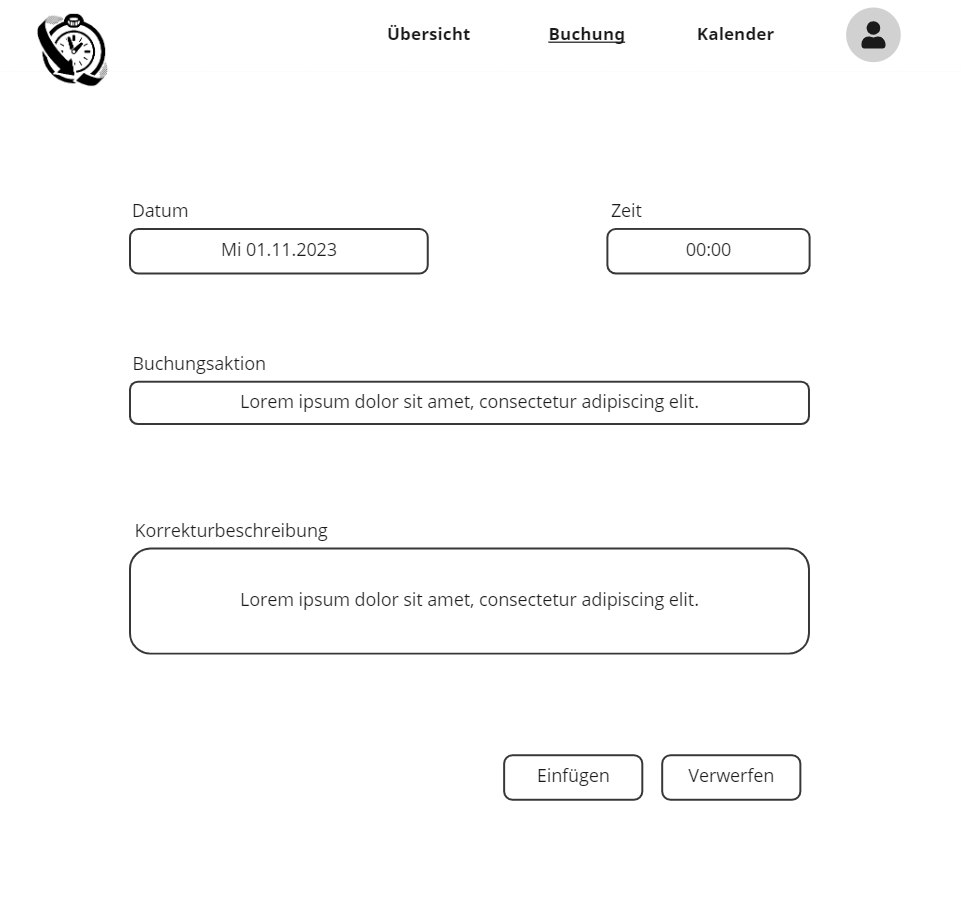 Übersicht
Buchung
Kalender
Datum
Zeit
Mi 01.11.2023
00:00
Buchungsaktion
Lorem ipsum dolor sit amet, consectetur adipiscing elit.
Korrekturbeschreibung
Lorem ipsum dolor sit amet, consectetur adipiscing elit.
Einfügen
Verwerfen